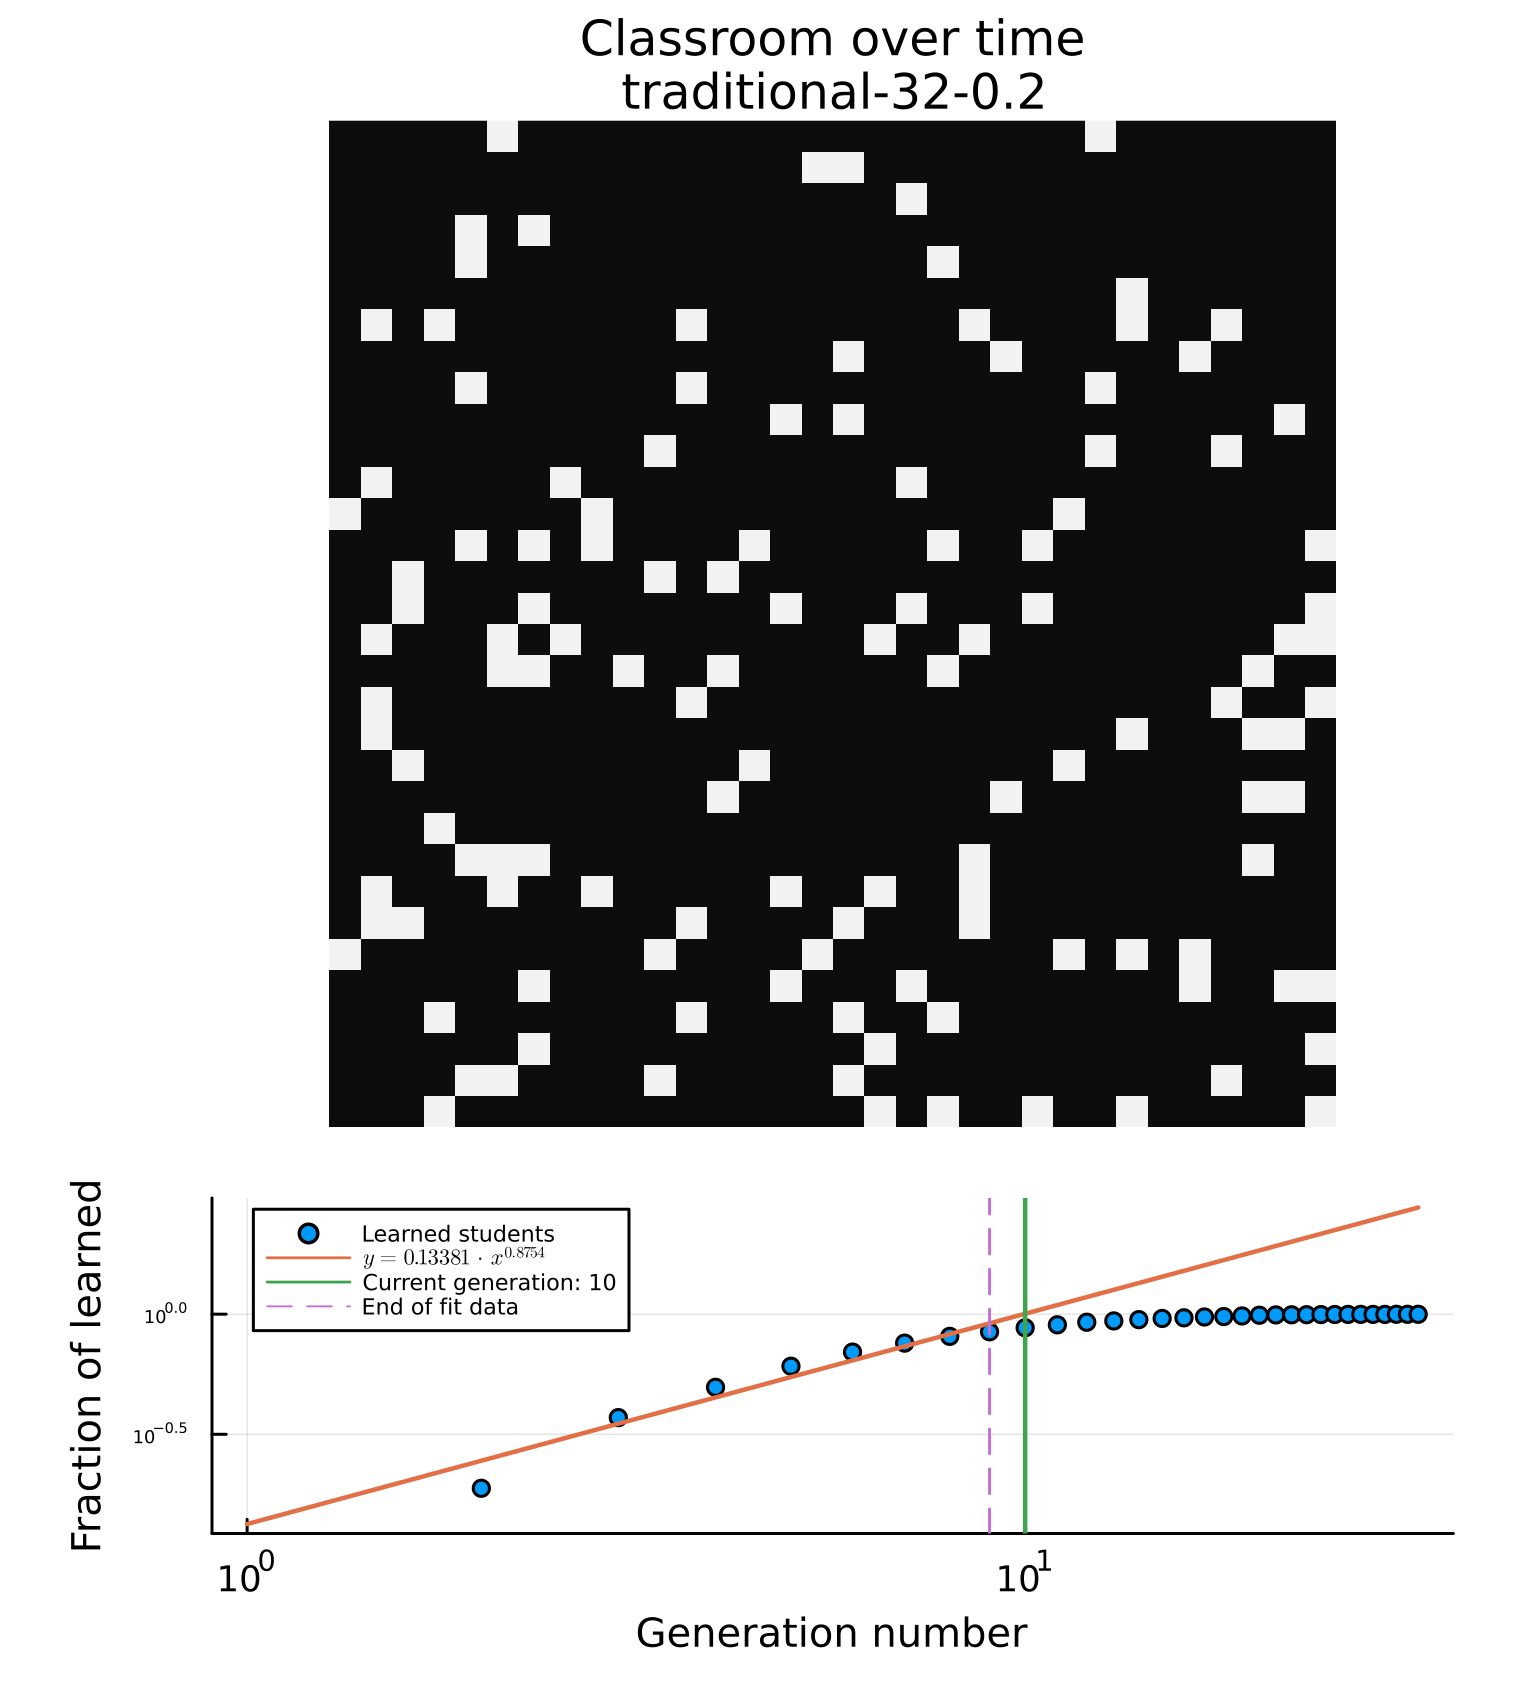 Classroom over time
traditional-32-0.2
Fraction of learned
Learned students
y = 0.13381 · x^0.8754
Current generation: 10
End of fit data
10^0.0
10^−0.5
10^0
10^1
Generation number